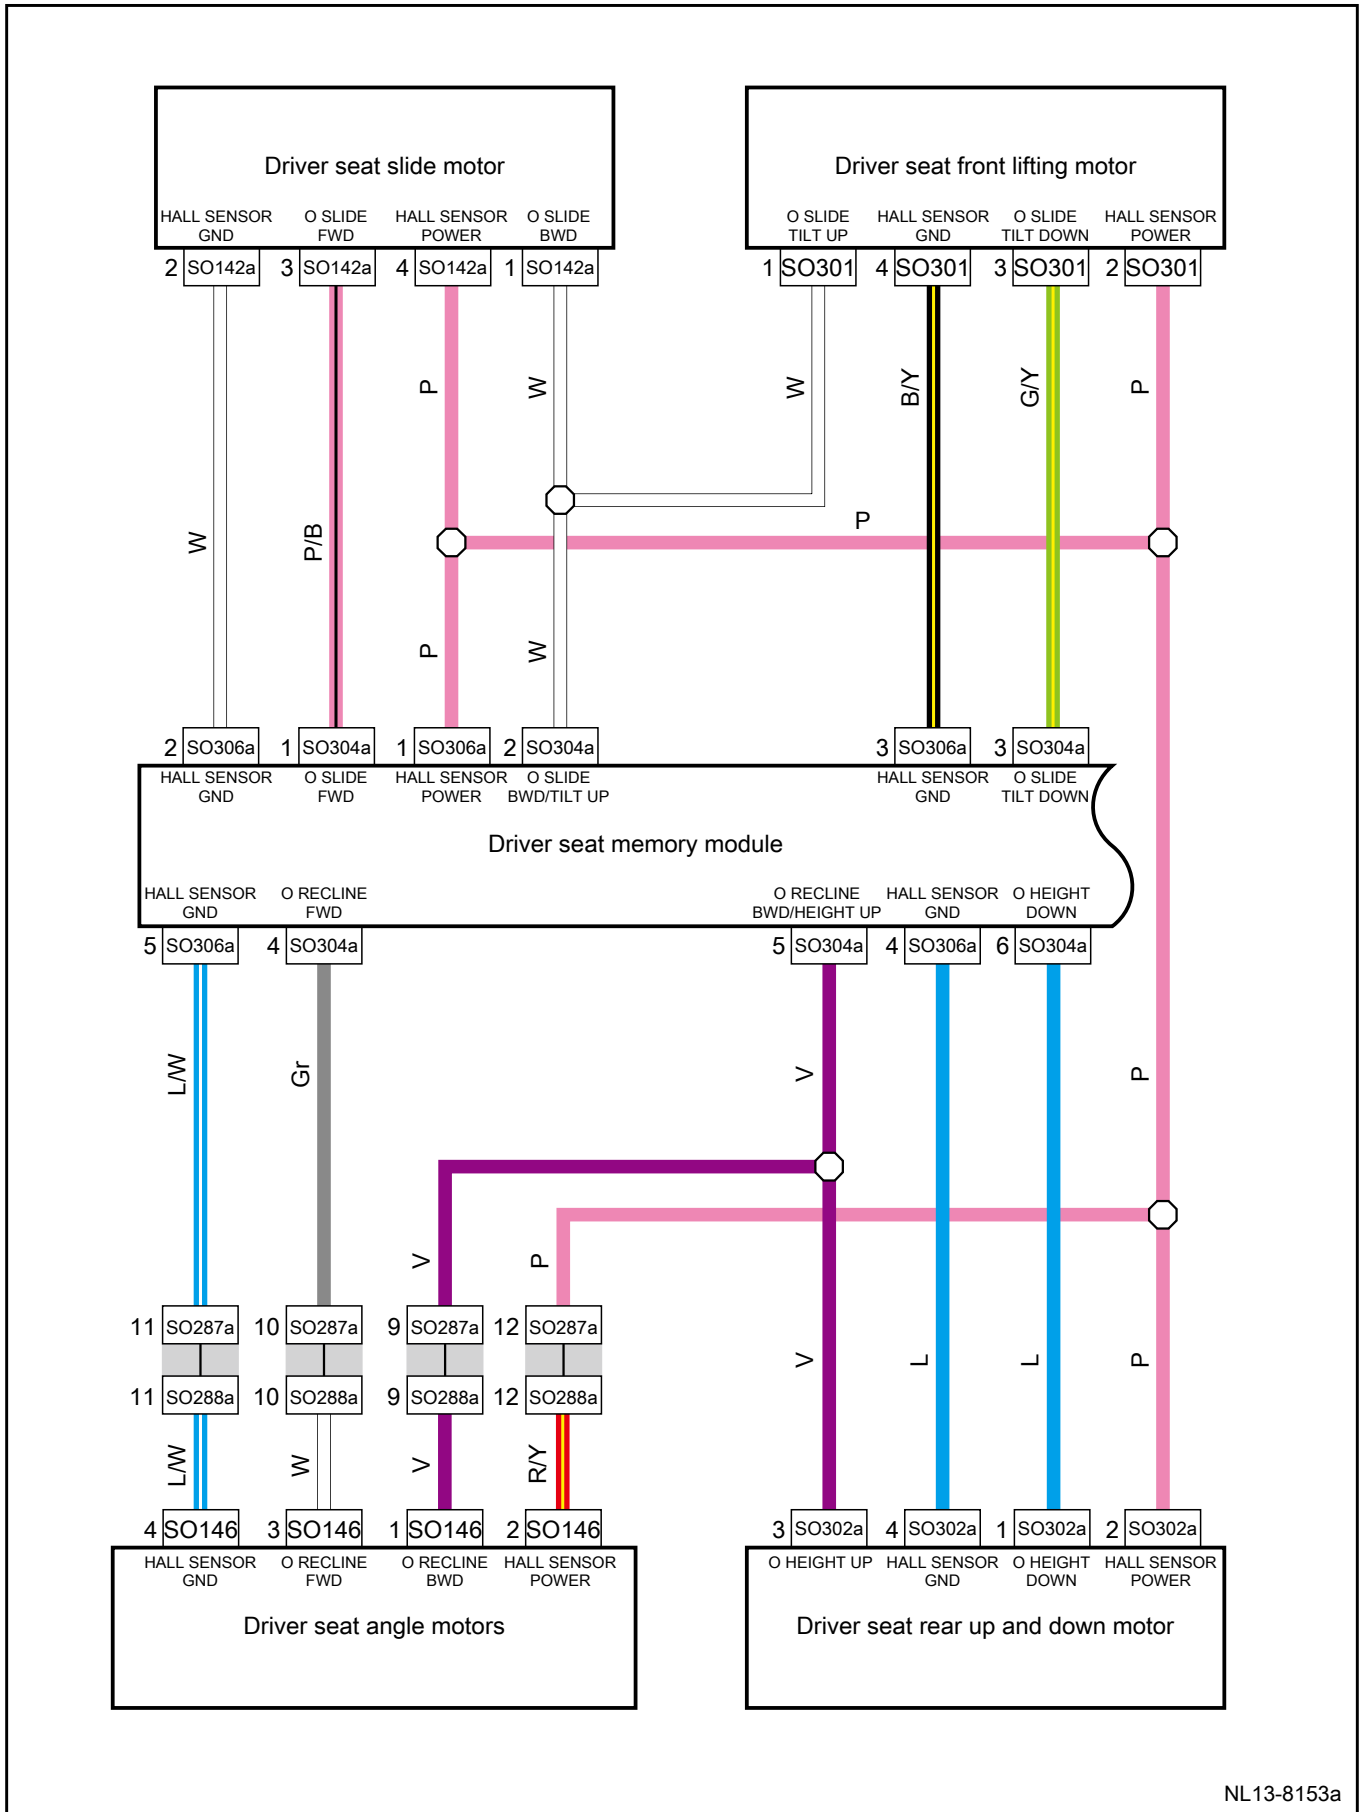 Driver seat slide motor
Driver seat front lifting motor
HALL SENSOR GND
O SLIDE FWD
HALL SENSOR POWER
O SLIDE BWD
O SLIDE TILT UP
HALL SENSOR GND
O SLIDE TILT DOWN
HALL SENSOR POWER
2 SO142a 3 SO142a 4 SO142a 1 SO142a 1 SO301 4 SO301 3 SO301 2 SO301
P W W B/Y G/Y P
P
W P/B
P W
2 SO306a 1 SO304a 1 SO306a 2 SO304a 3 SO306a 3 SO304a
HALL SENSOR GND
O SLIDE FWD
HALL SENSOR POWER
O SLIDE BWD/TILT UP
HALL SENSOR GND
O SLIDE TILT DOWN
Driver seat memory module
HALL SENSOR GND
O RECLINE FWD
O RECLINE BWD/HEIGHT UP
HALL SENSOR GND
O HEIGHT DOWN
5 SO306a 4 SO304a 5 SO304a 4 SO306a 6 SO304a
L/W Gr V P
V P
11 SO287a 10 SO287a 9 SO287a 12 SO287a
V L L P
11 SO288a 10 SO288a 9 SO288a 12 SO288a
L/W W V R/Y
4 SO146 3 SO146 1 SO146 2 SO146 3 SO302a 4 SO302a 1 SO302a 2 SO302a
HALL SENSOR GND
O RECLINE FWD
O RECLINE BWD
HALL SENSOR POWER
O HEIGHT UP
HALL SENSOR GND
O HEIGHT DOWN
HALL SENSOR POWER
Driver seat angle motors
Driver seat rear up and down motor
NL13-8153a